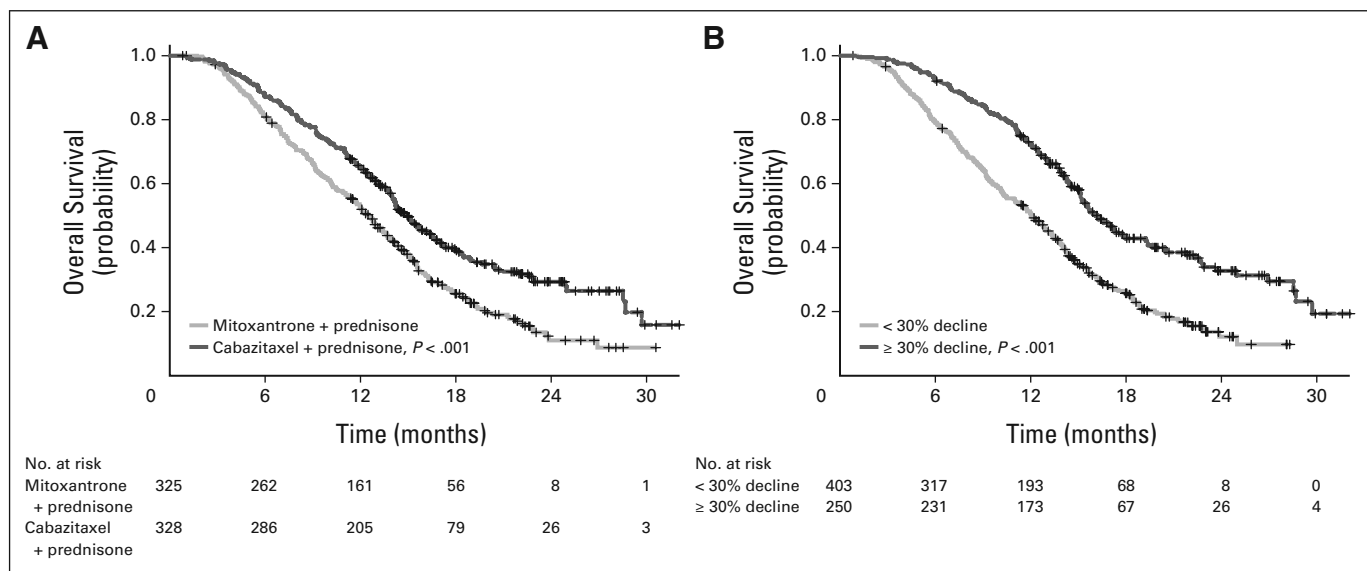 A
Overall Survival
(probability)
1.0
0.8
0.6
0.4
0.2
Mitoxantrone + prednisone
Cabazitaxel + prednisone, P < .001
0 6 12 18 24 30
Time (months)
No. at risk
Mitoxantrone 325 262 161 56 8 1
+ prednisone
Cabazitaxel 328 286 205 79 26 3
+ prednisone
B
Overall Survival
(probability)
1.0
0.8
0.6
0.4
0.2
< 30% decline
≥ 30% decline, P < .001
0 6 12 18 24 30
Time (months)
No. at risk
< 30% decline 403 317 193 68 8 0
≥ 30% decline 250 231 173 67 26 4